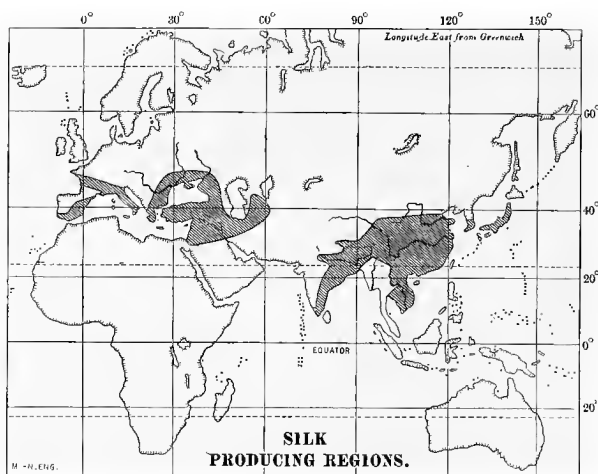 0° 30° 60° 90° 120° 150°
Longitude East from Greenwich
60°
40°
20°
EQUATOR
0°
20°
SILK
PRODUCING REGIONS.
M.-N. ENG.